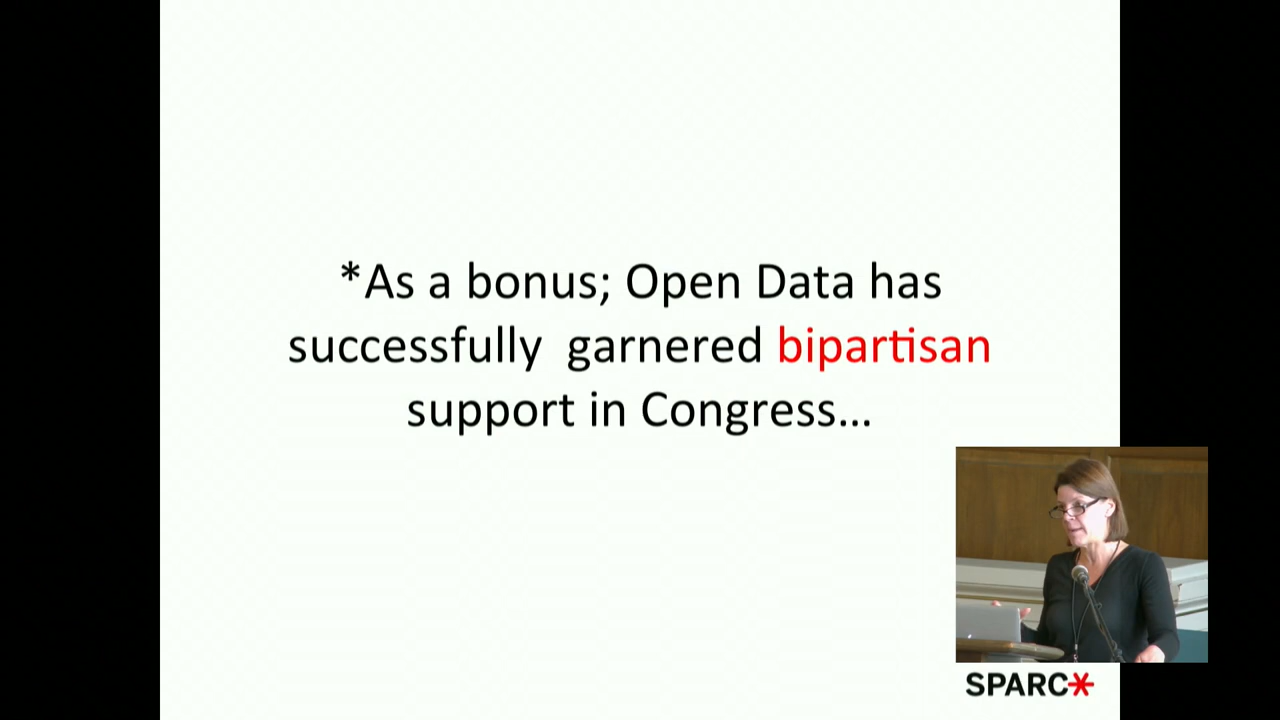 *As a bonus; Open Data has
successfully  garnered bipartisan
support in Congress...
SPARC*